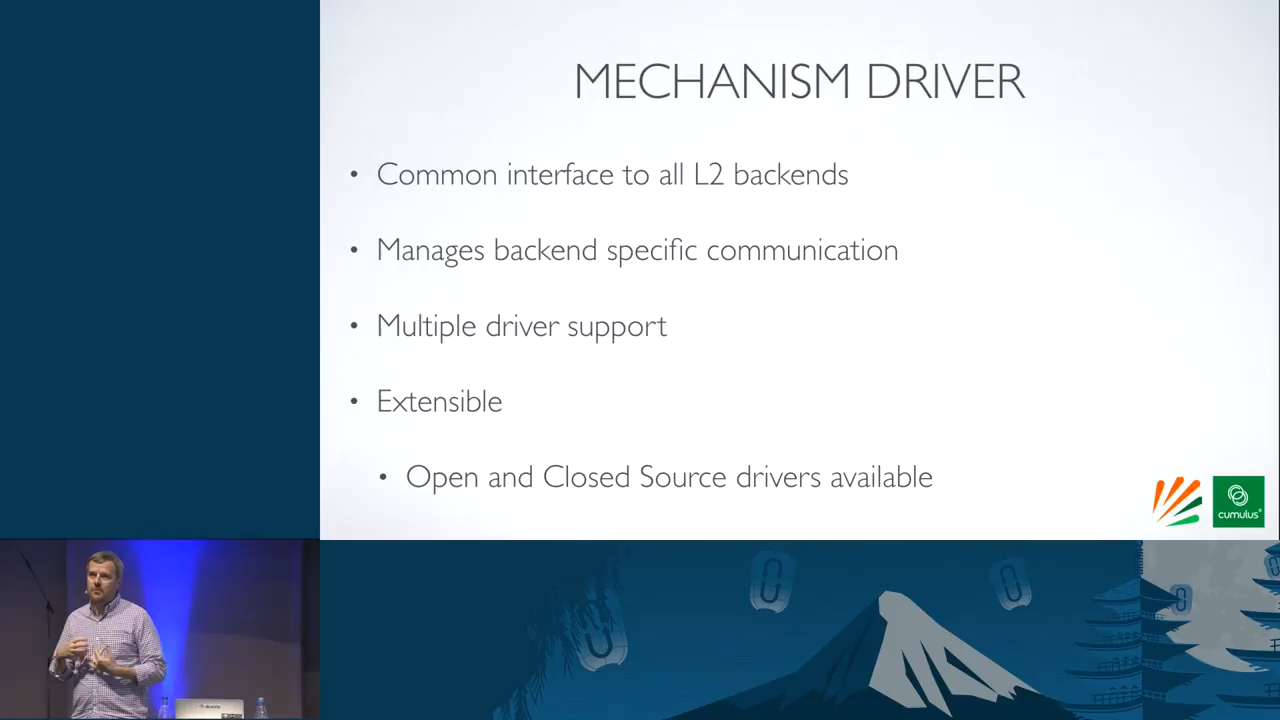 MECHANISM DRIVER
• Common interface to all L2 backends
• Manages backend specific communication
• Multiple driver support
• Extensible
• Open and Closed Source drivers available
cumulus